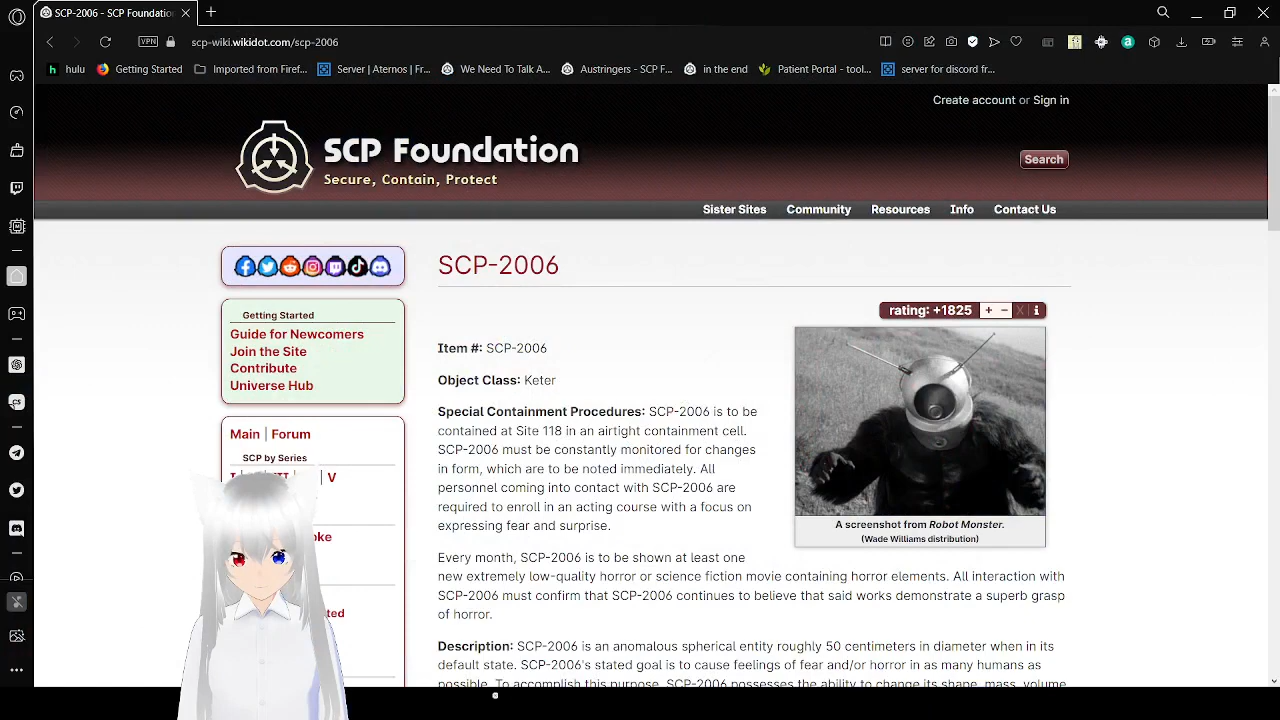 SCP-2006 - SCP Foundatio
VPN
scp-wiki.wikidot.com/scp-2006
hulu
Getting Started
Imported from Firef...
Server | Aternos | Fr...
We Need To Talk A...
Austringers - SCP F...
in the end
Patient Portal - tool...
server for discord fr...
Create account or Sign in
SCP Foundation
Secure, Contain, Protect
Search
Sister Sites
Community
Resources
Info
Contact Us
SCP-2006
rating: +1825 + − X i
Getting Started
Guide for Newcomers
Join the Site
Contribute
Universe Hub
Main | Forum
SCP by Series
V
Item #: SCP-2006
Object Class: Keter
Special Containment Procedures: SCP-2006 is to be
contained at Site 118 in an airtight containment cell.
SCP-2006 must be constantly monitored for changes
in form, which are to be noted immediately. All
personnel coming into contact with SCP-2006 are
required to enroll in an acting course with a focus on
expressing fear and surprise.
A screenshot from Robot Monster.
(Wade Williams distribution)
Every month, SCP-2006 is to be shown at least one
new extremely low-quality horror or science fiction movie containing horror elements. All interaction with
SCP-2006 must confirm that SCP-2006 continues to believe that said works demonstrate a superb grasp
of horror.
Description: SCP-2006 is an anomalous spherical entity roughly 50 centimeters in diameter when in its
default state. SCP-2006's stated goal is to cause feelings of fear and/or horror in as many humans as
possible. To accomplish this purpose, SCP-2006 possesses the ability to change its shape, mass, volume